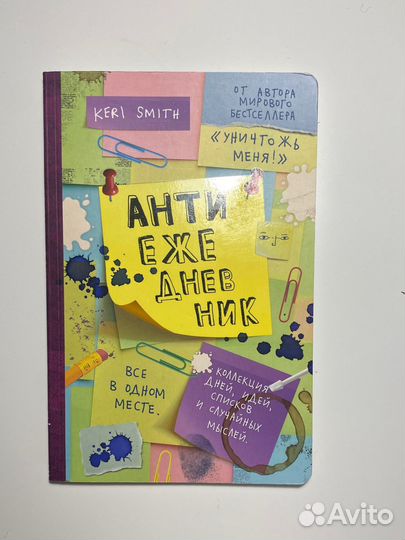 KERI SMITH
ОТ АВТОРА
МИРОВОГО
БЕСТСЕЛЛЕРА
«УНИЧТОЖЬ
МЕНЯ!»
АНТИ
ЕЖЕ
ДНЕВ
НИК
ВСЕ
В ОДНОМ
МЕСТЕ.
КОЛЛЕКЦИЯ
ДНЕЙ, ИДЕЙ,
СПИСКОВ
И СЛУЧАЙНЫХ
МЫСЛЕЙ.
Avito